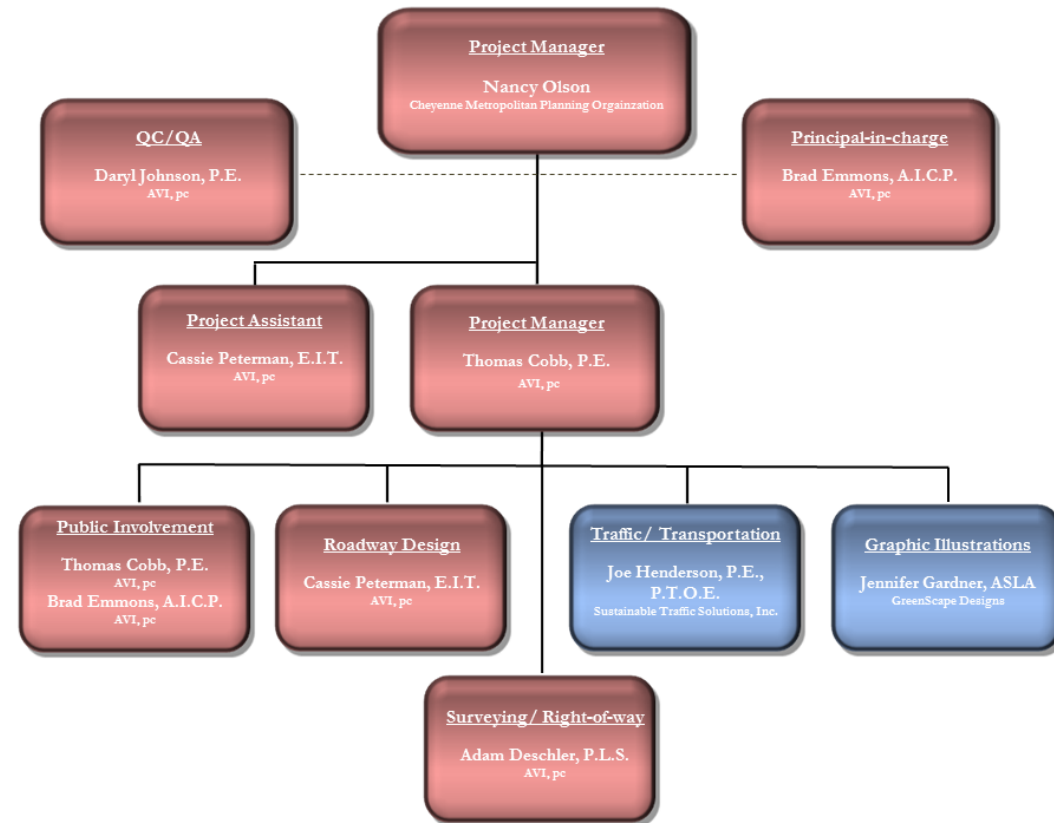 Project Manager
Nancy Olson
Cheyenne Metropolitan Planning Orgainzation
QC/QA
Daryl Johnson, P.E.
AVI, pc
Principal-in-charge
Brad Emmons, A.I.C.P.
AVI, pc
Project Assistant
Cassie Peterman, E.I.T.
AVI, pc
Project Manager
Thomas Cobb, P.E.
AVI, pc
Public Involvement
Thomas Cobb, P.E.
AVI, pc
Brad Emmons, A.I.C.P.
AVI, pc
Roadway Design
Cassie Peterman, E.I.T.
AVI, pc
Traffic/ Transportation
Joe Henderson, P.E.,
P.T.O.E.
Sustainable Traffic Solutions, Inc.
Graphic Illustrations
Jennifer Gardner, ASLA
GreenScape Designs
Surveying/ Right-of-way
Adam Deschler, P.L.S.
AVI, pc